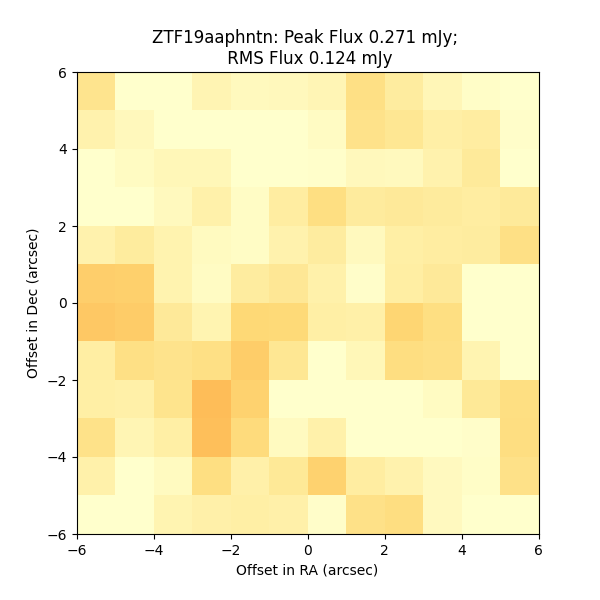 ZTF19aaphntn: Peak Flux 0.271 mJy;
RMS Flux 0.124 mJy
6
4
2
0
−2
−4
−6
Offset in Dec (arcsec)
−6 −4 −2 0 2 4 6
Offset in RA (arcsec)